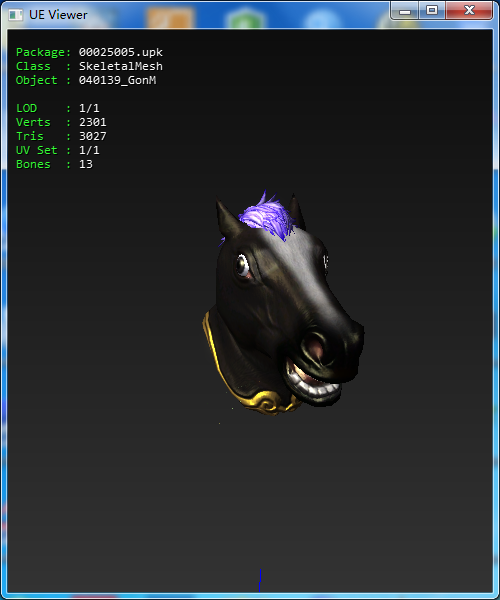 UE Viewer
Package: 00025005.upk
Class : SkeletalMesh
Object : 040139_GonM
LOD : 1/1
Verts : 2301
Tris : 3027
UV Set : 1/1
Bones : 13